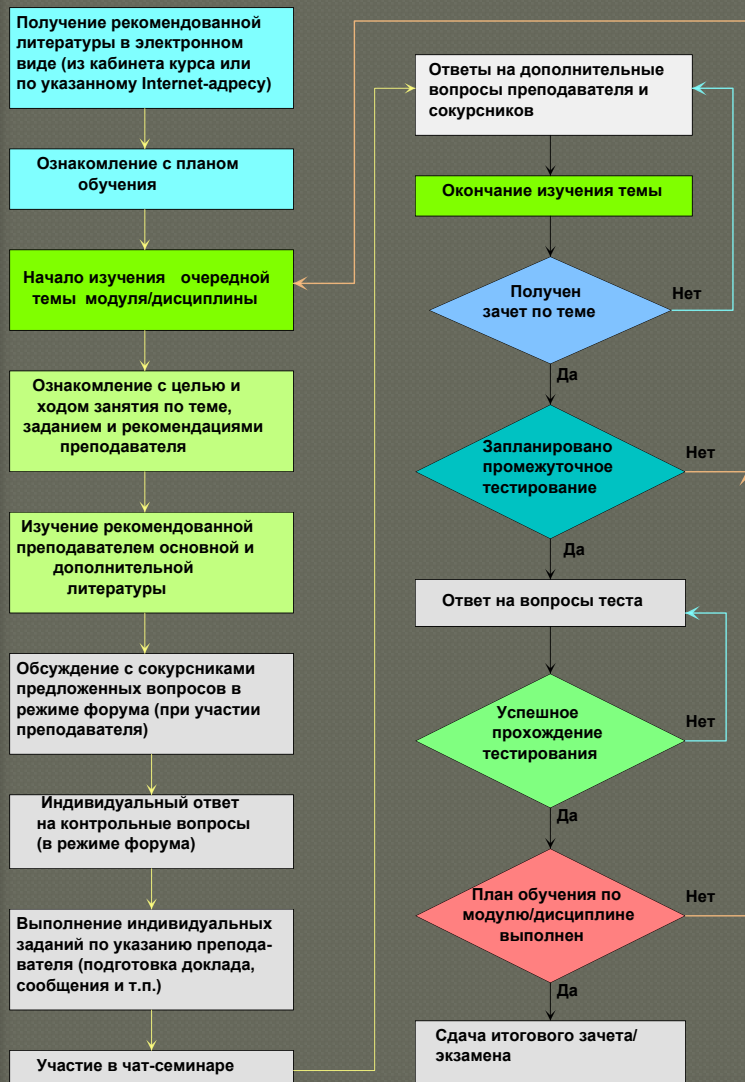 Получение рекомендованной
литературы в электронном
виде (из кабинета курса или
по указанному Internet-адресу)
Ознакомление с планом
обучения
Начало изучения очередной
темы модуля/дисциплины
Ознакомление с целью и
ходом занятия по теме,
заданием и рекомендациями
преподавателя
Изучение рекомендованной
преподавателем основной и
дополнительной
литературы
Обсуждение с сокурсниками
предложенных вопросов в
режиме форума (при участии
преподавателя)
Индивидуальный ответ
на контрольные вопросы
(в режиме форума)
Выполнение индивидуальных
заданий по указанию препода-
вателя (подготовка доклада,
сообщения и т.п.)
Участие в чат-семинаре
Ответы на дополнительные
вопросы преподавателя и
сокурсников
Окончание изучения темы
Получен
зачет по теме
Нет
Да
Запланировано
промежуточное
тестирование
Нет
Да
Ответ на вопросы теста
Успешное
прохождение
тестирования
Нет
Да
План обучения по
модулю/дисциплине
выполнен
Нет
Да
Сдача итогового зачета/
экзамена